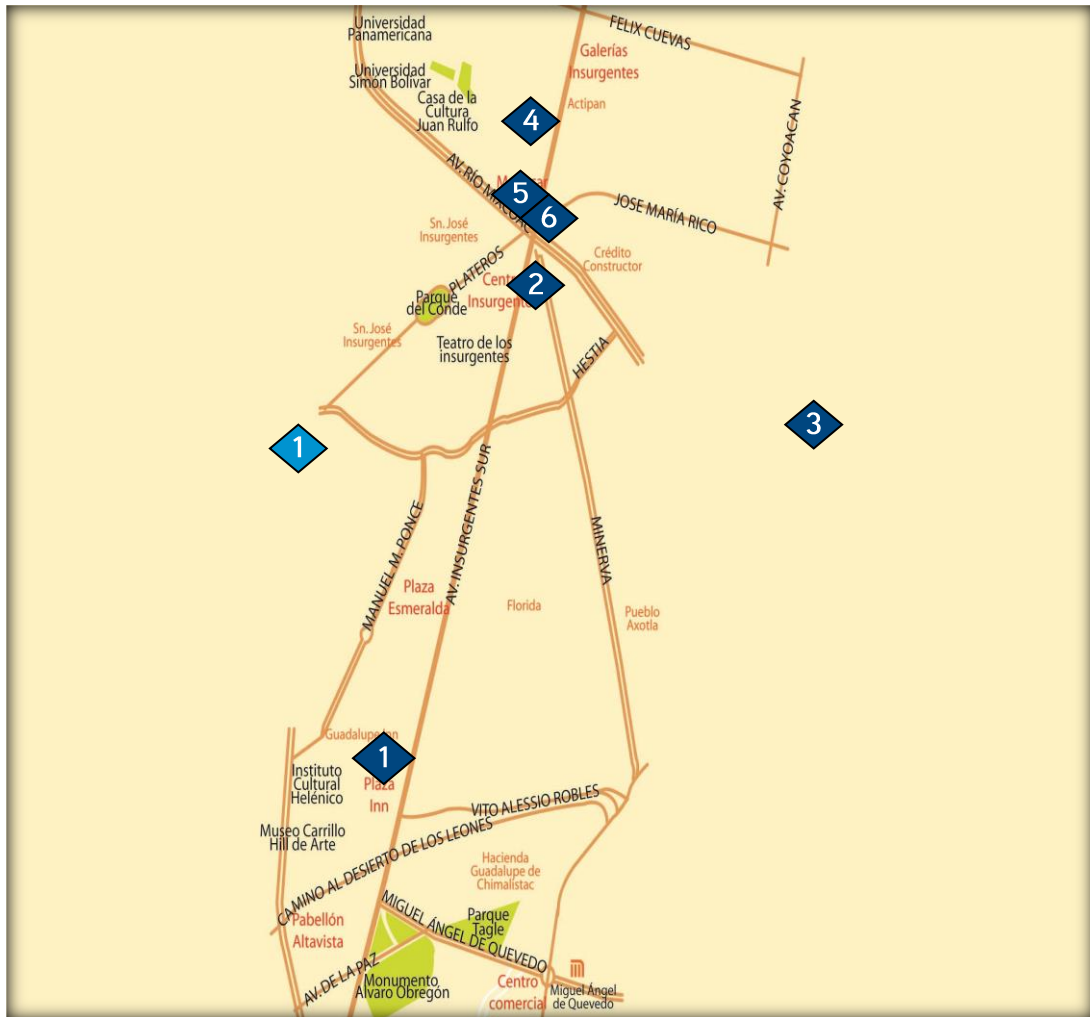 Universidad
Panamericana
FELIX CUEVAS
Galerías
Insurgentes
Universidad
Simón Bolivar
Casa de la
Cultura
Juan Rulfo
Actipan
4
AV. COYOACAN
AV. RÍO
5
6
JOSE MARÍA RICO
Sn. José
Insurgentes
Crédito
Constructor
PLATEROS
2
Parque
del Conde
Sn. José
Insurgentes
Teatro de los
insurgentes
HESTIA
3
1
AV. INSURGENTES SUR
MANUEL M. PONCE
MINERVA
Plaza
Esmeralda
Florida
Pueblo
Axotla
Guadalupe Inn
1
Instituto
Cultural
Helénico
Plaza
Inn
VITO ALESSIO ROBLES
Museo Carrillo
Hill de Arte
CAMINO AL DESIERTO DE LOS LEONES
Hacienda
Guadalupe de
Chimalistac
Pabellón
Altavista
MIGUEL ÁNGEL DE QUEVEDO
Parque
Tagle
AV. DE LA PAZ
Monumento
Alvaro Obregón
Centro
comercial
Miguel Ángel
de Quevedo